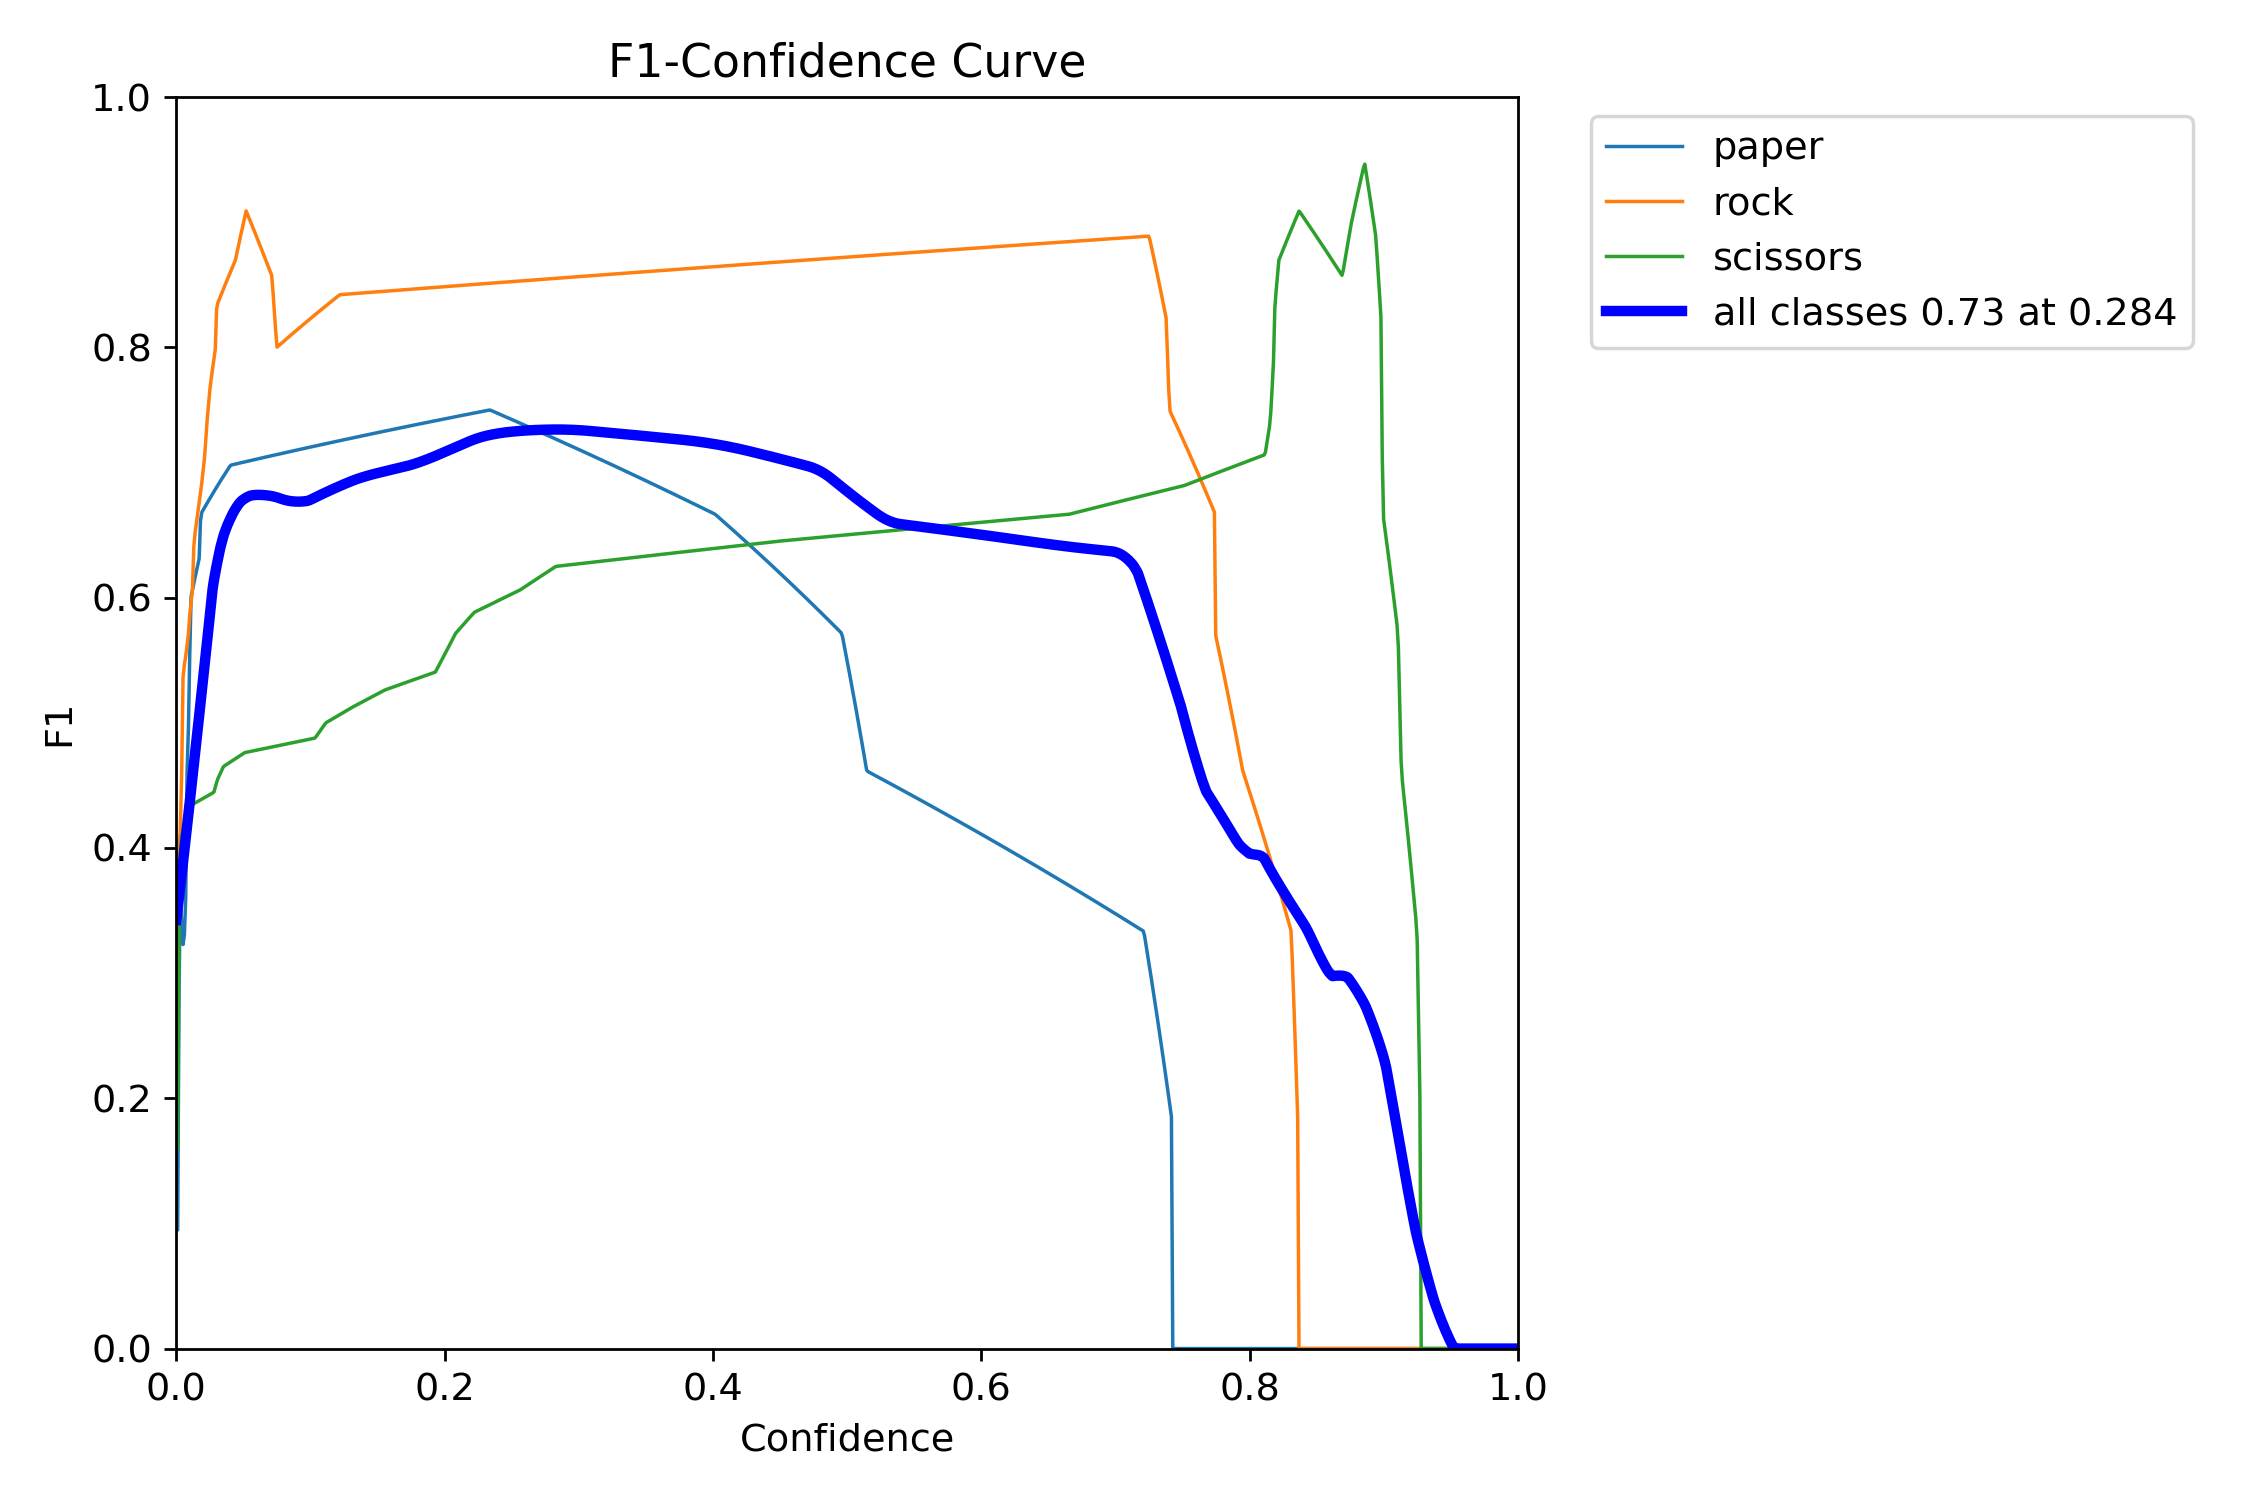 F1-Confidence Curve
1.0
0.8
0.6
0.4
0.2
0.0
F1
0.0 0.2 0.4 0.6 0.8 1.0
Confidence
paper
rock
scissors
all classes 0.73 at 0.284